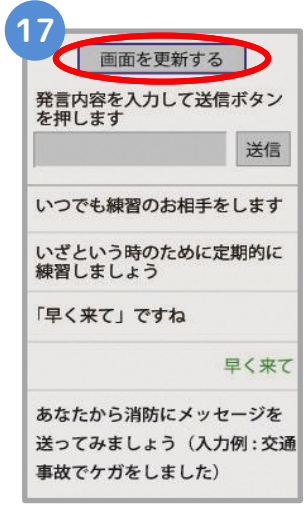 17
画面を更新する
発言内容を入力して送信ボタン
を押します
送信
いつでも練習のお相手をします
いざという時のために定期的に
練習しましょう
「早く来て」ですね
早く来て
あなたから消防にメッセージを
送ってみましょう（入力例：交通
事故でケガをしました）